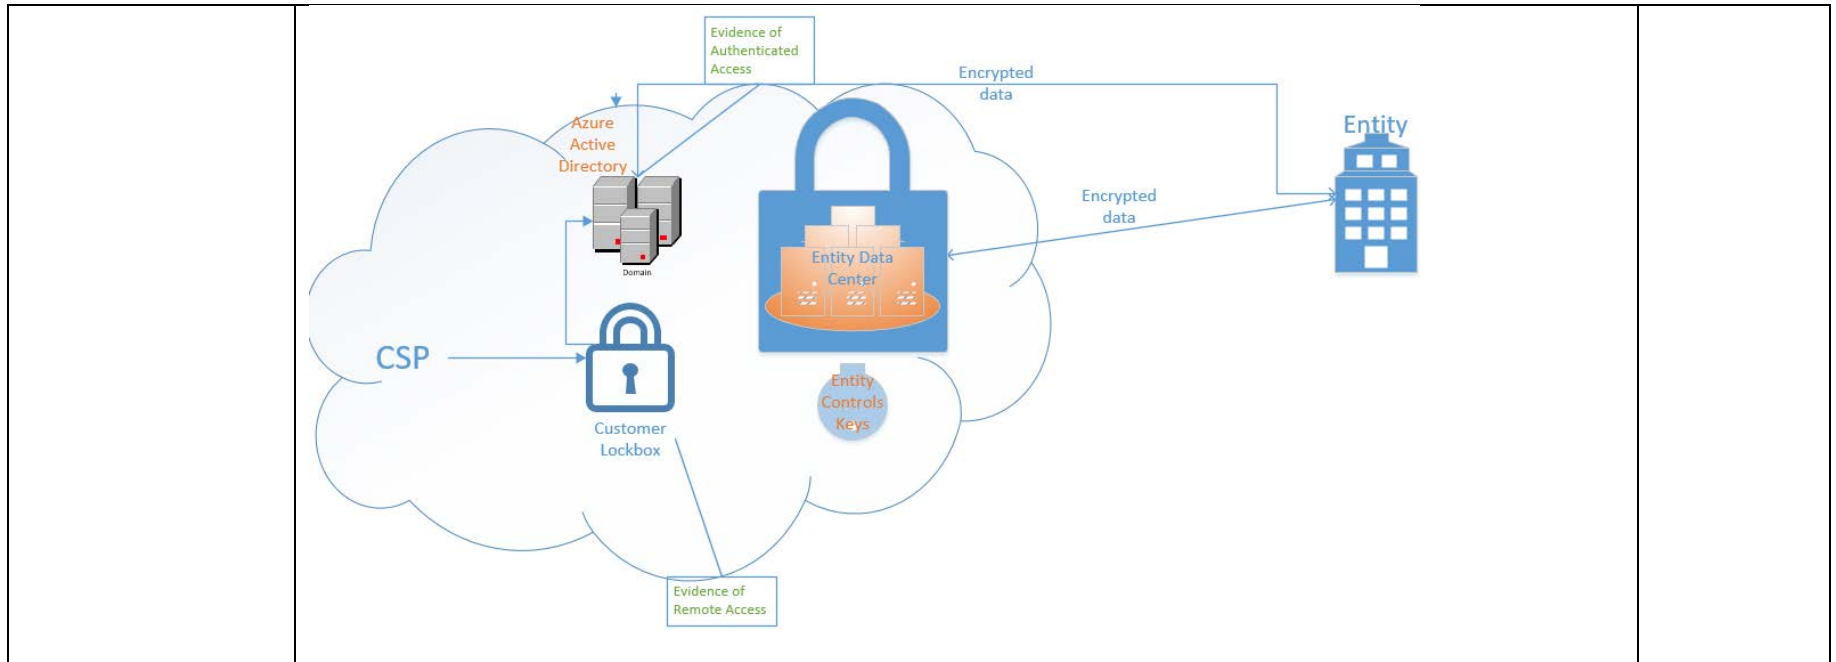 Evidence of
Authenticated
Access
Encrypted
data
Azure
Active
Directory
Entity
Encrypted
data
Entity Data
Center
Domain
CSP
Entity
Controls
Keys
Customer
Lockbox
Evidence of
Remote Access